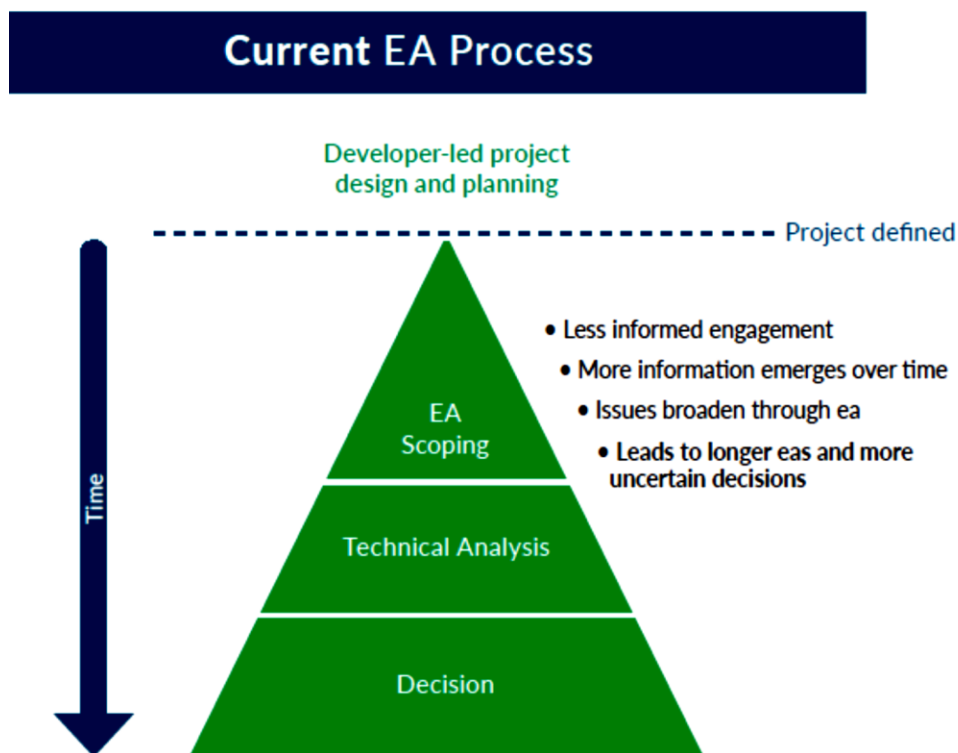 Current EA Process
Developer-led project
design and planning
Project defined
• Less informed engagement
• More information emerges over time
• Issues broaden through ea
• Leads to longer eas and more
uncertain decisions
EA
Scoping
Time
Technical Analysis
Decision